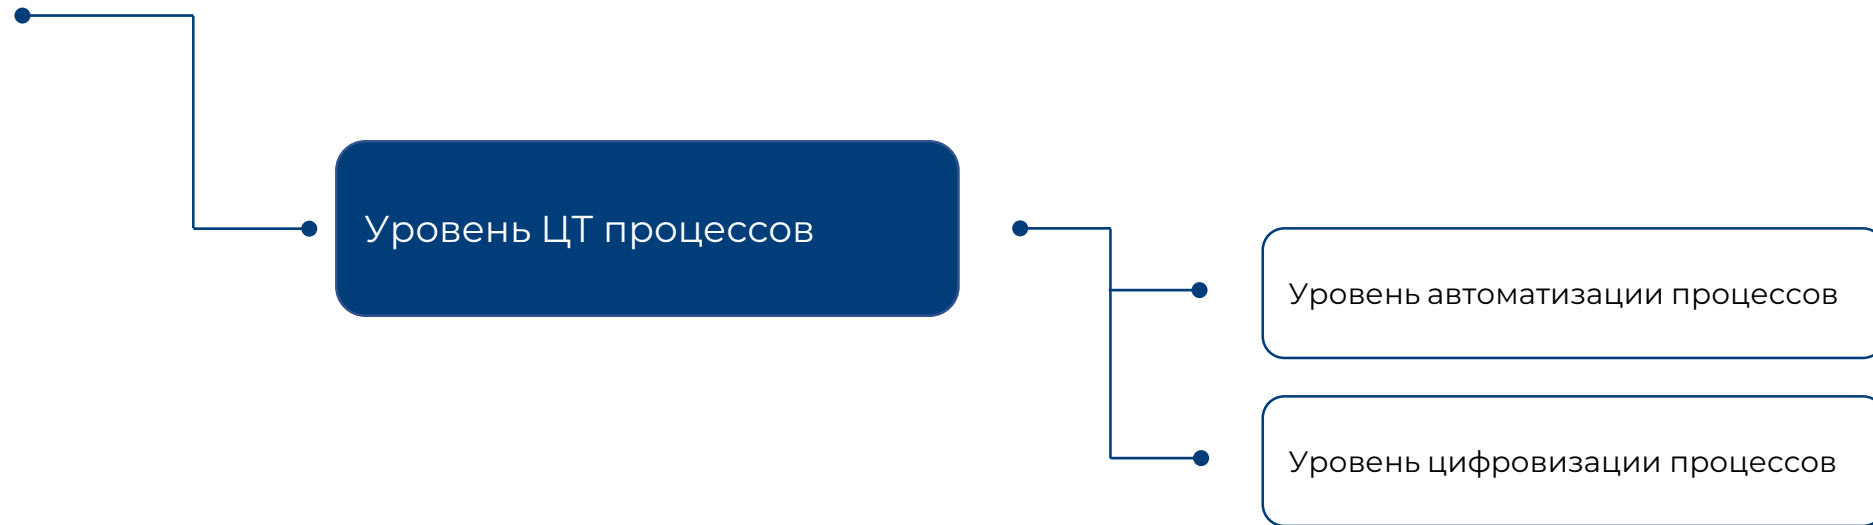 Уровень ЦТ процессов
Уровень автоматизации процессов
Уровень цифровизации процессов